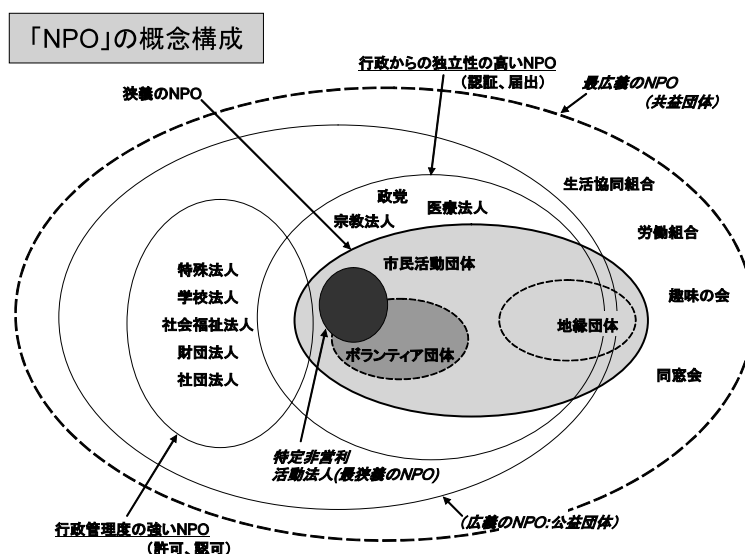 「NPO」の概念構成
行政からの独立性の高いNPO
（認証、届出）
最広義のNPO
（共益団体）
狭義のNPO
政党
宗教法人
医療法人
生活協同組合
労働組合
趣味の会
同窓会
市民活動団体
特殊法人
学校法人
社会福祉法人
財団法人
社団法人
地縁団体
ボランティア団体
特定非営利
活動法人(最狭義のNPO)
（広義のNPO:公益団体）
行政管理度の強いNPO
（許可、認可）